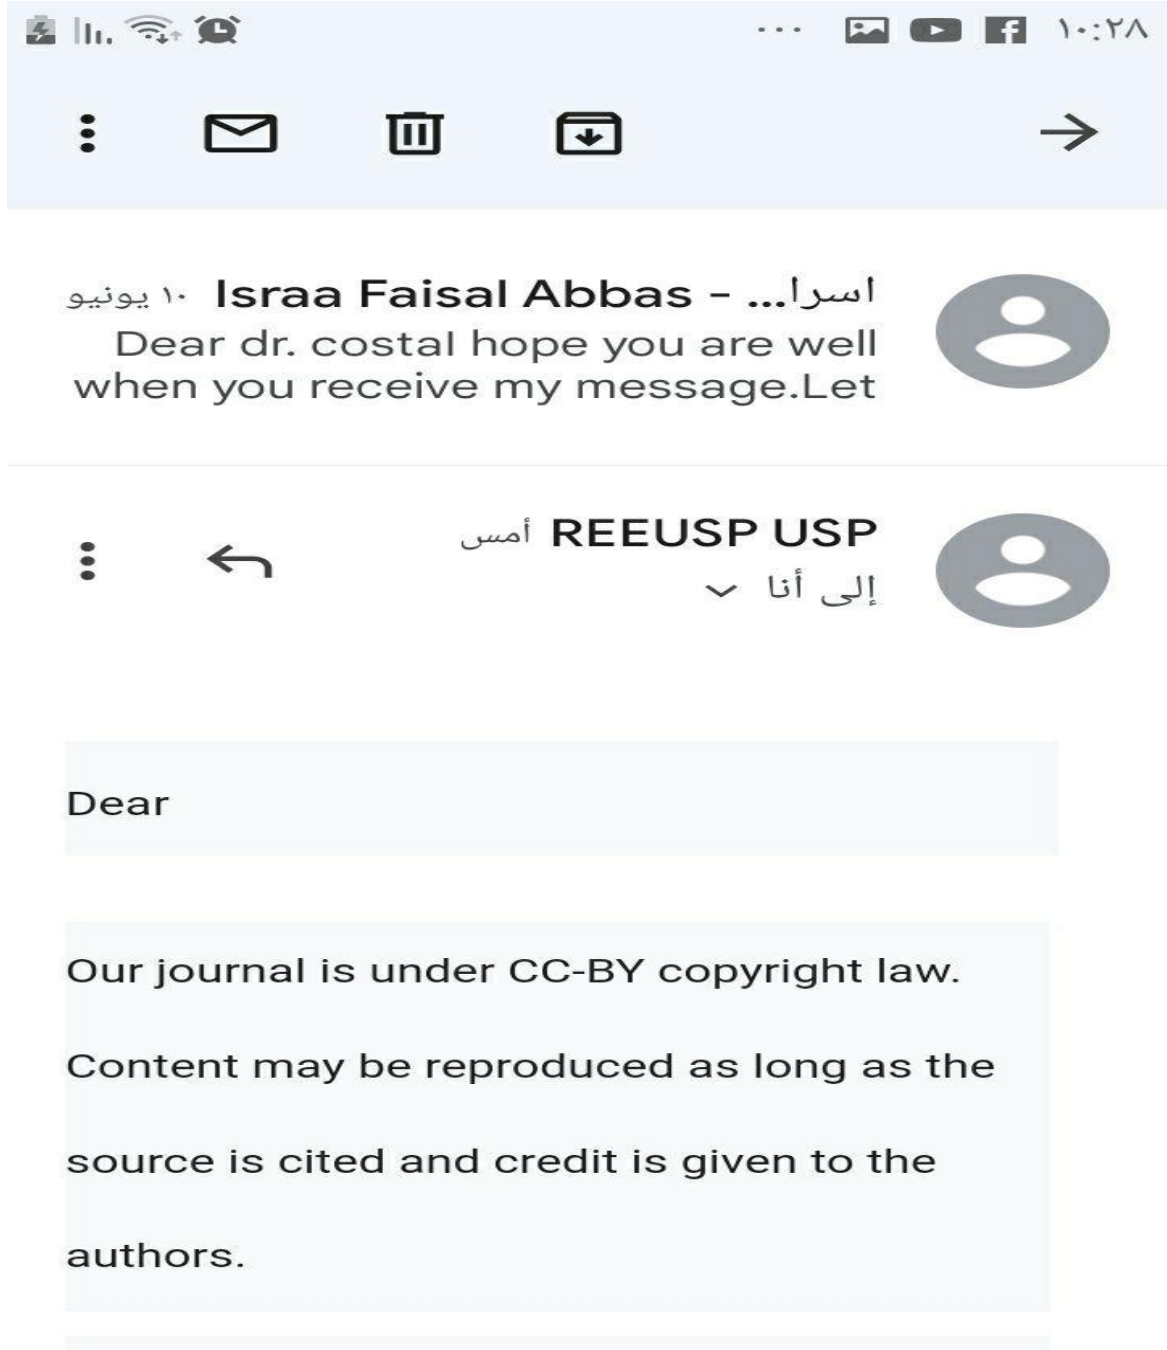 ١٠:٢٨
اسرا... - Israa Faisal Abbas ١٠ يونيو
Dear dr. costaI hope you are well
when you receive my message.Let
REEUSP USP أمس
إلى أنا
Dear
Our journal is under CC-BY copyright law.
Content may be reproduced as long as the
source is cited and credit is given to the
authors.